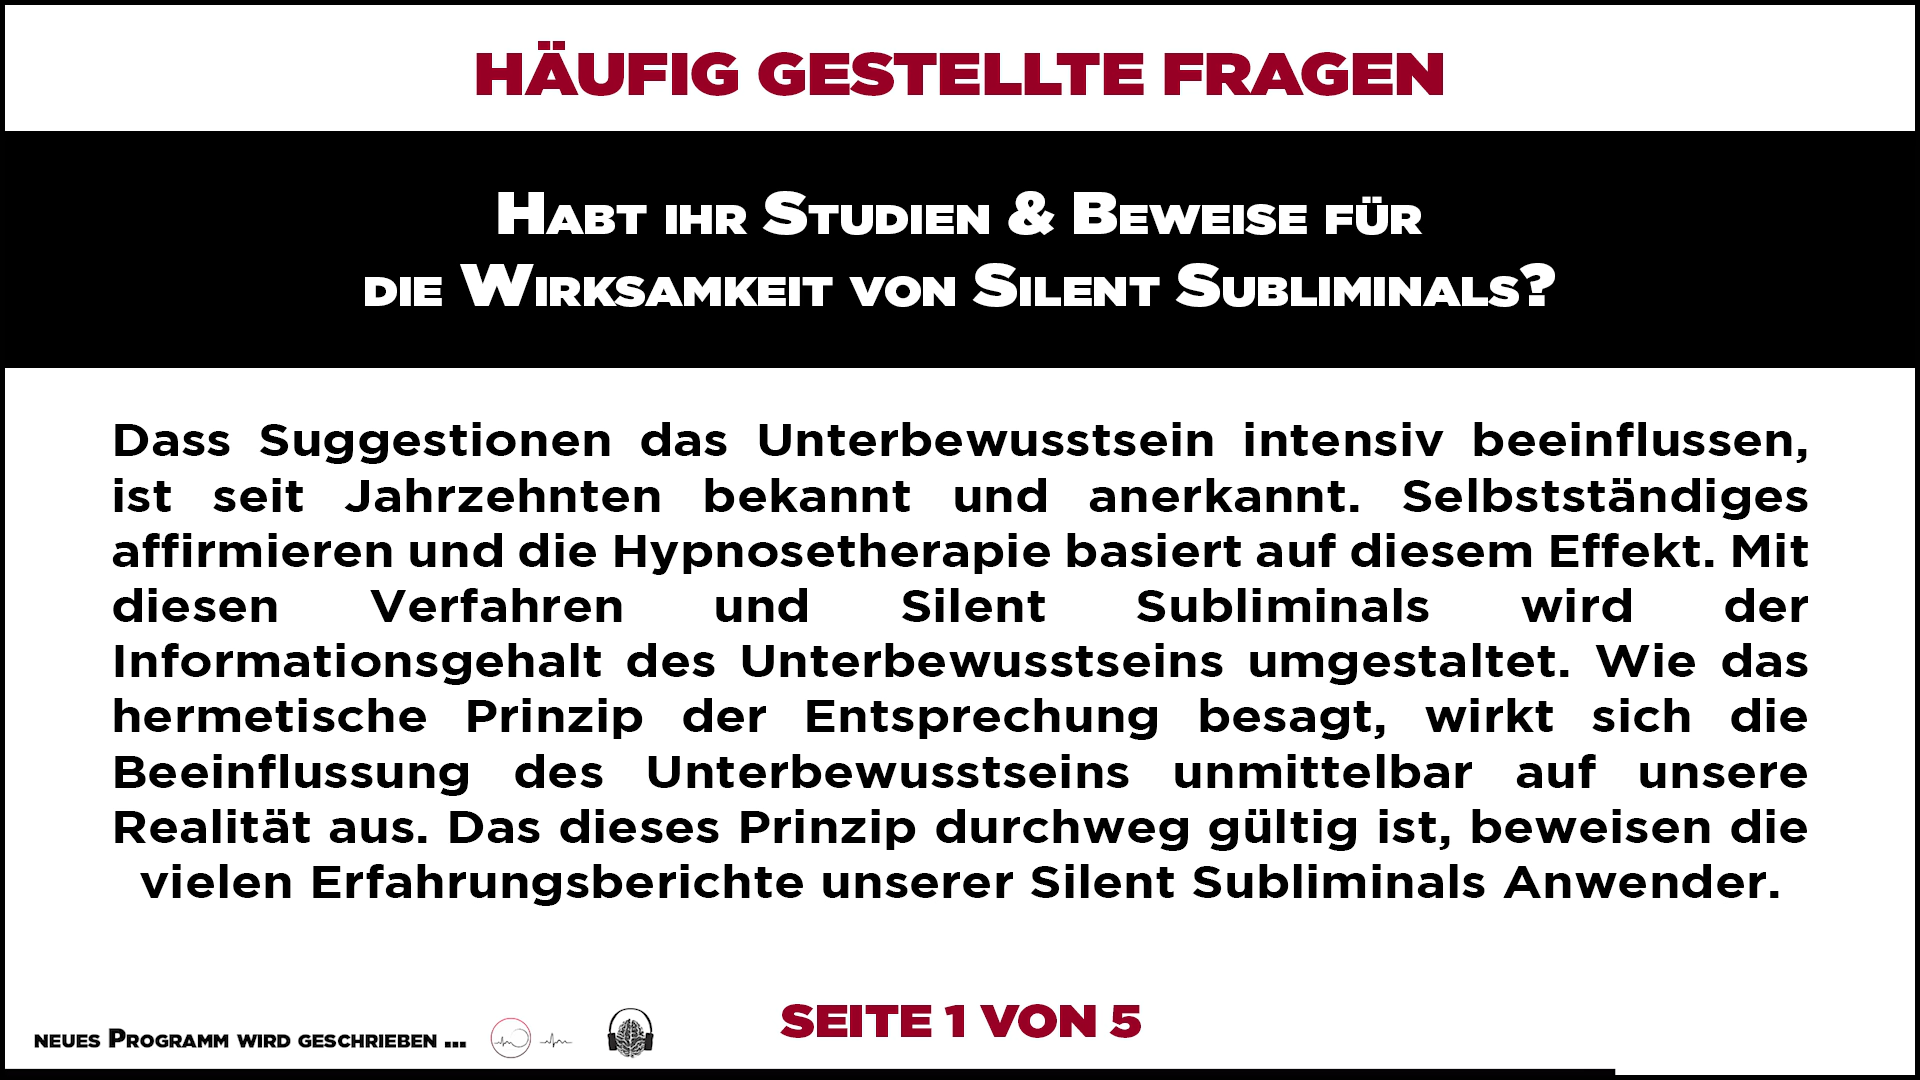 HÄUFIG GESTELLTE FRAGEN
Habt ihr Studien & Beweise für
die Wirksamkeit von Silent Subliminals?
Dass Suggestionen das Unterbewusstsein intensiv beeinflussen,
ist seit Jahrzehnten bekannt und anerkannt. Selbstständiges
affirmieren und die Hypnosetherapie basiert auf diesem Effekt. Mit
diesen Verfahren und Silent Subliminals wird der
Informationsgehalt des Unterbewusstseins umgestaltet. Wie das
hermetische Prinzip der Entsprechung besagt, wirkt sich die
Beeinflussung des Unterbewusstseins unmittelbar auf unsere
Realität aus. Das dieses Prinzip durchweg gültig ist, beweisen die
vielen Erfahrungsberichte unserer Silent Subliminals Anwender.
neues Programm wird geschrieben ...
SEITE 1 VON 5